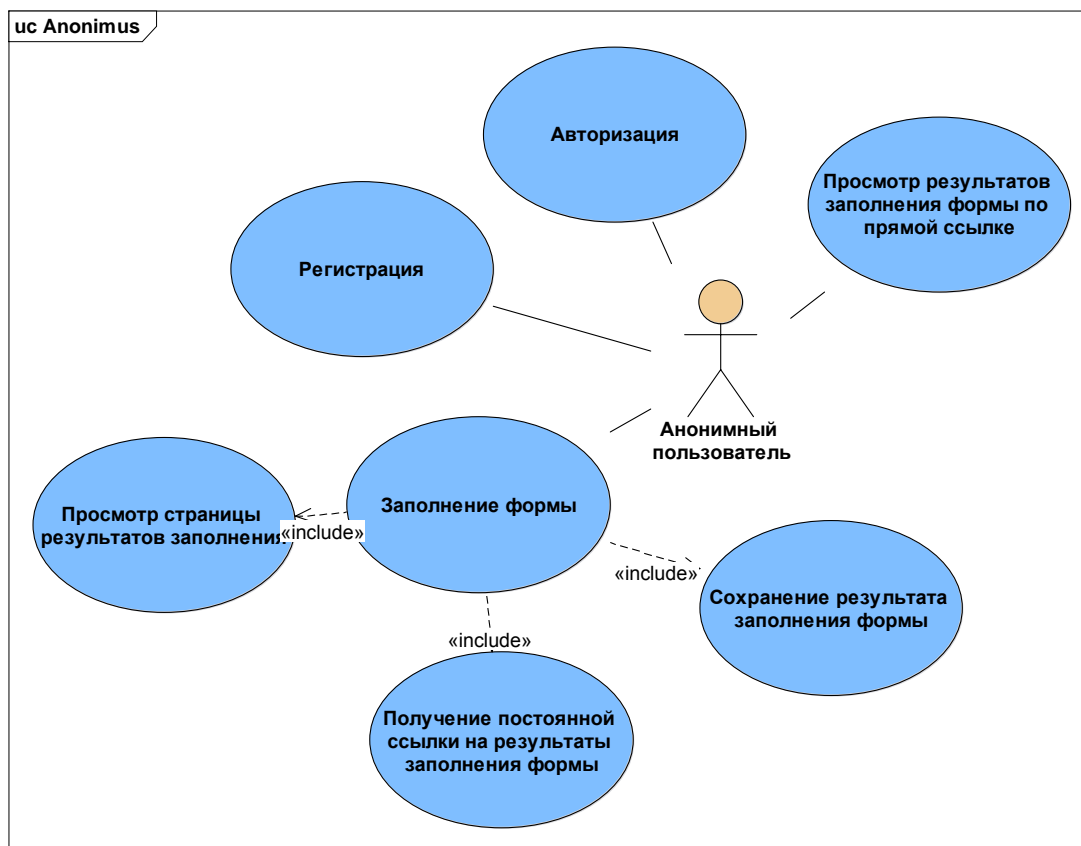 uc Anonimus
Авторизация
Просмотр результатов
заполнения формы по
прямой ссылке
Регистрация
Анонимный
пользователь
Заполнение формы
Просмотр страницы
результатов заполнения
«include»
«include»
Сохранение результата
заполнения формы
«include»
Получение постоянной
ссылки на результаты
заполнения формы